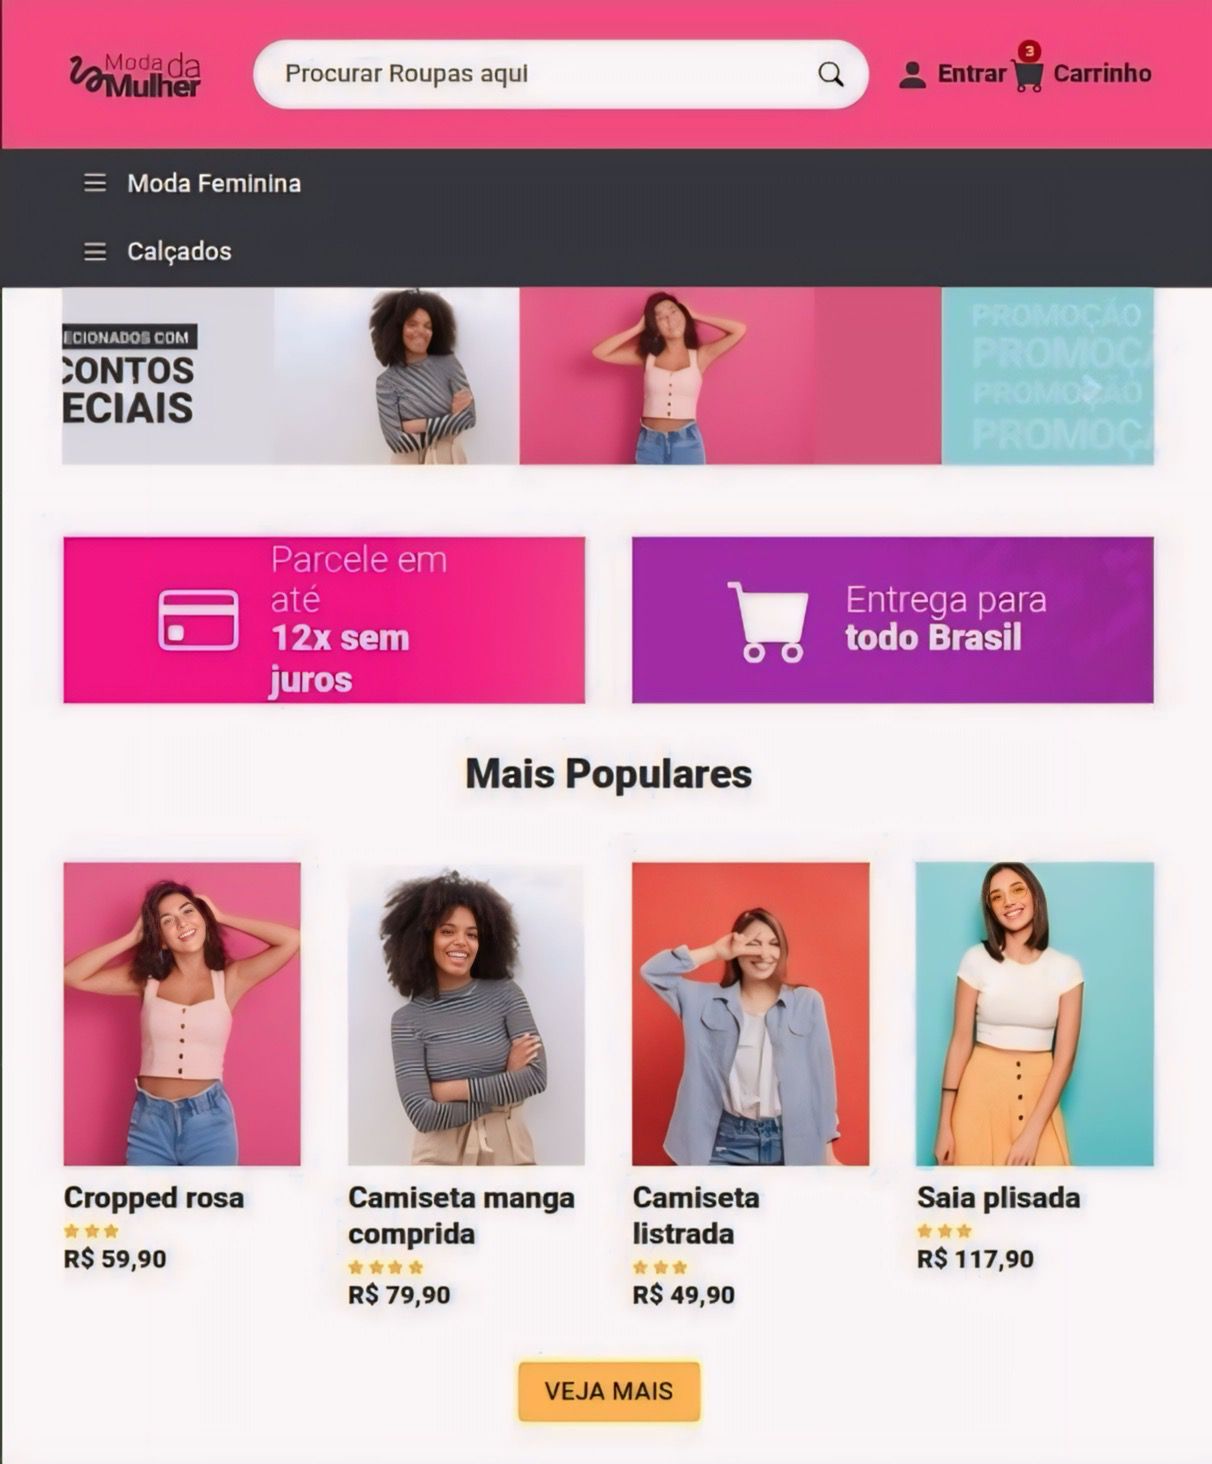 Moda da
Mulher
Procurar Roupas aqui
Entrar
3
Carrinho
Moda Feminina
Calçados
ECIONADOS COM
CONTOS
ECIAIS
PROMOÇÃO
PROMOÇ
PROMOÇÃO
PROMOÇ
Parcele em
até
12x sem
juros
Entrega para
todo Brasil
Mais Populares
Cropped rosa
R$ 59,90
Camiseta manga
comprida
R$ 79,90
Camiseta
listrada
R$ 49,90
Saia plisada
R$ 117,90
VEJA MAIS